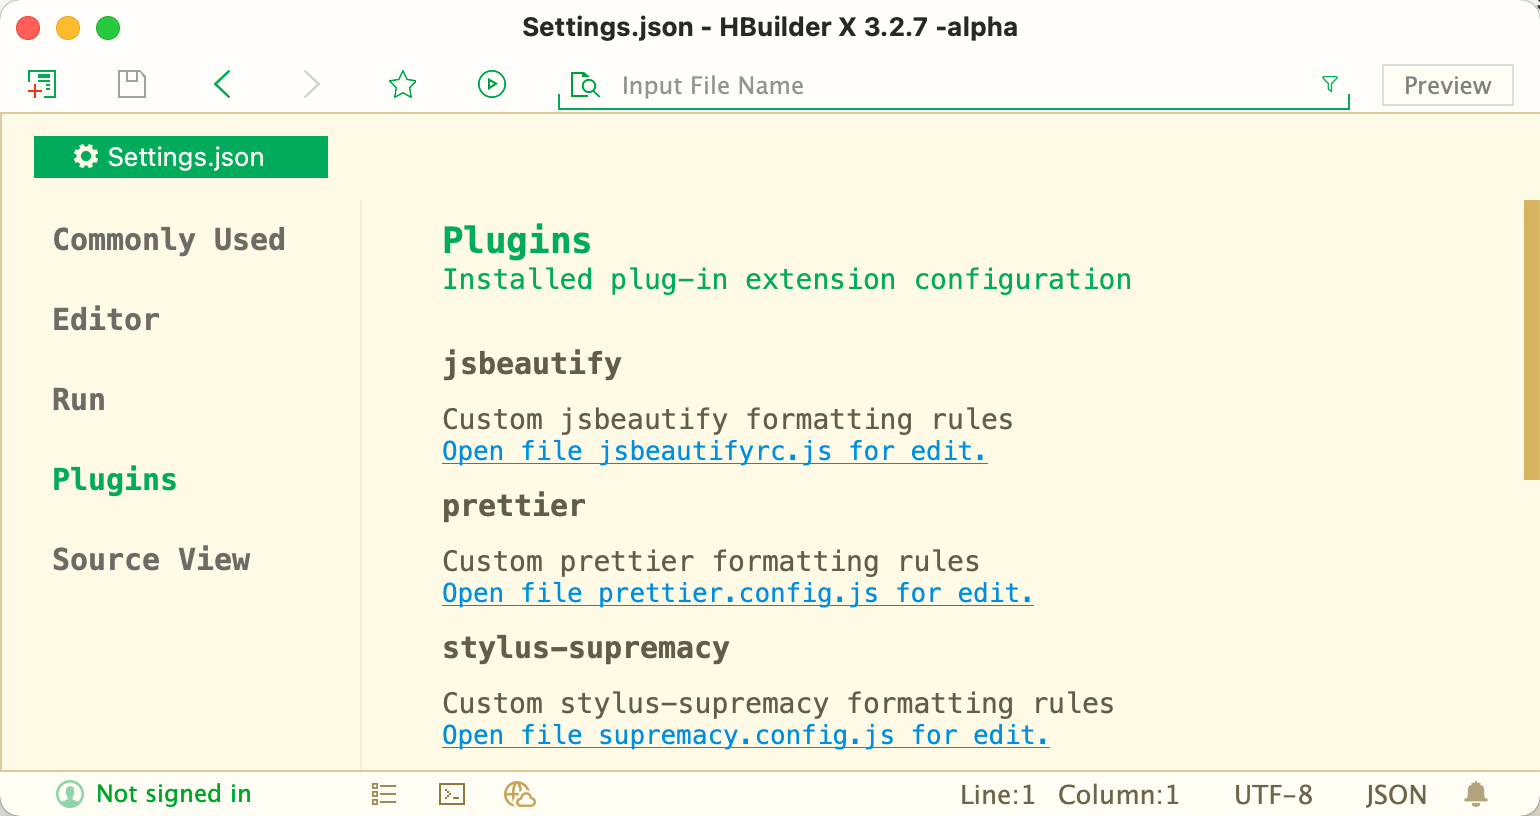 Settings.json - HBuilder X 3.2.7 -alpha
Input File Name
Preview
Settings.json
Commonly Used
Editor
Run
Plugins
Source View
Plugins
Installed plug-in extension configuration
jsbeautify
Custom jsbeautify formatting rules
Open file jsbeautifyrc.js for edit.
prettier
Custom prettier formatting rules
Open file prettier.config.js for edit.
stylus-supremacy
Custom stylus-supremacy formatting rules
Open file supremacy.config.js for edit.
Not signed in
Line:1 Column:1 UTF-8 JSON